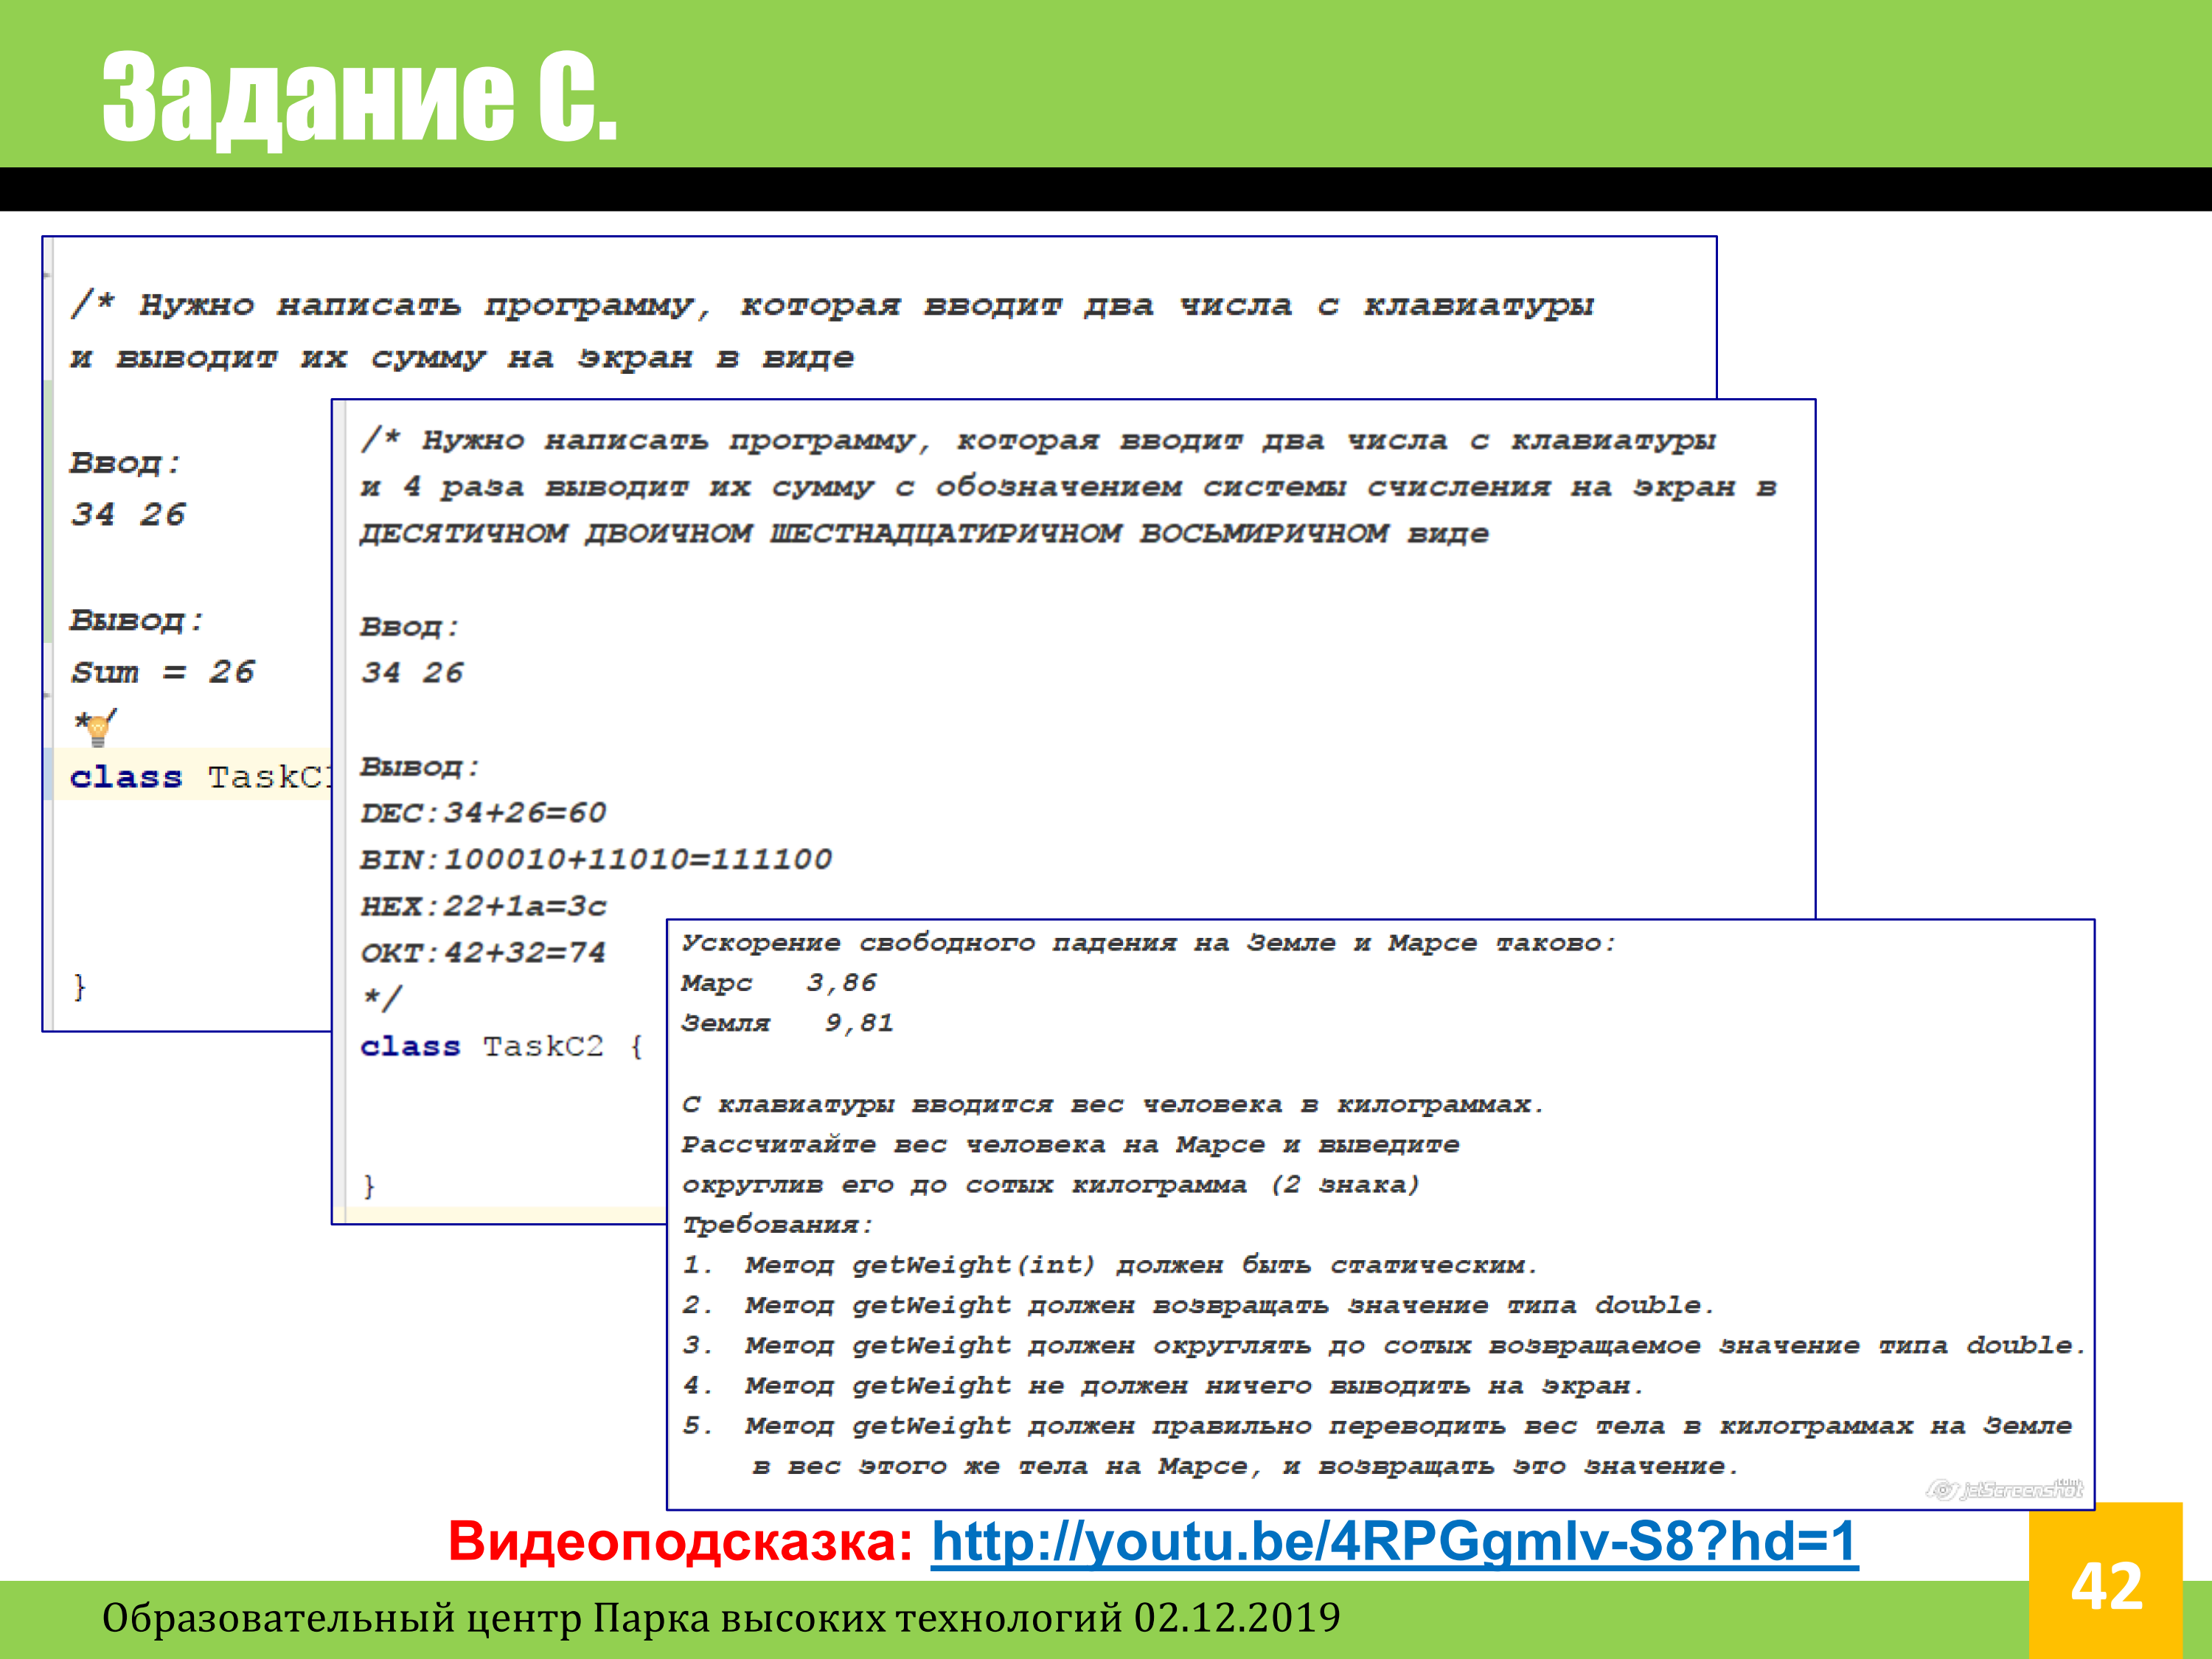 Задание С.
/* Нужно написать программу, которая вводит два числа с клавиатуры
и выводит их сумму на экран в виде
Ввод:
34 26
Вывод:
Sum = 26
*/
class TaskC1
}
/* Нужно написать программу, которая вводит два числа с клавиатуры
и 4 раза выводит их сумму с обозначением системы счисления на экран в
ДЕСЯТИЧНОМ ДВОИЧНОМ ШЕСТНАДЦАТИРИЧНОМ ВОСЬМИРИЧНОМ виде
Ввод:
34 26
Вывод:
DEC:34+26=60
BIN:100010+11010=111100
HEX:22+1a=3c
OKT:42+32=74
*/
class TaskC2 {
}
Ускорение свободного падения на Земле и Марсе таково:
Марс 3,86
Земля 9,81
С клавиатуры вводится вес человека в килограммах.
Рассчитайте вес человека на Марсе и выведите
округлив его до сотых килограмма (2 знака)
Требования:
1. Метод getWeight(int) должен быть статическим.
2. Метод getWeight должен возвращать значение типа double.
3. Метод getWeight должен округлять до сотых возвращаемое значение типа double.
4. Метод getWeight не должен ничего выводить на экран.
5. Метод getWeight должен правильно переводить вес тела в килограммах на Земле
в вес этого же тела на Марсе, и возвращать это значение.
jetScreenshot.com
Видеоподсказка: http://youtu.be/4RPGgmlv-S8?hd=1
42
Образовательный центр Парка высоких технологий 02.12.2019